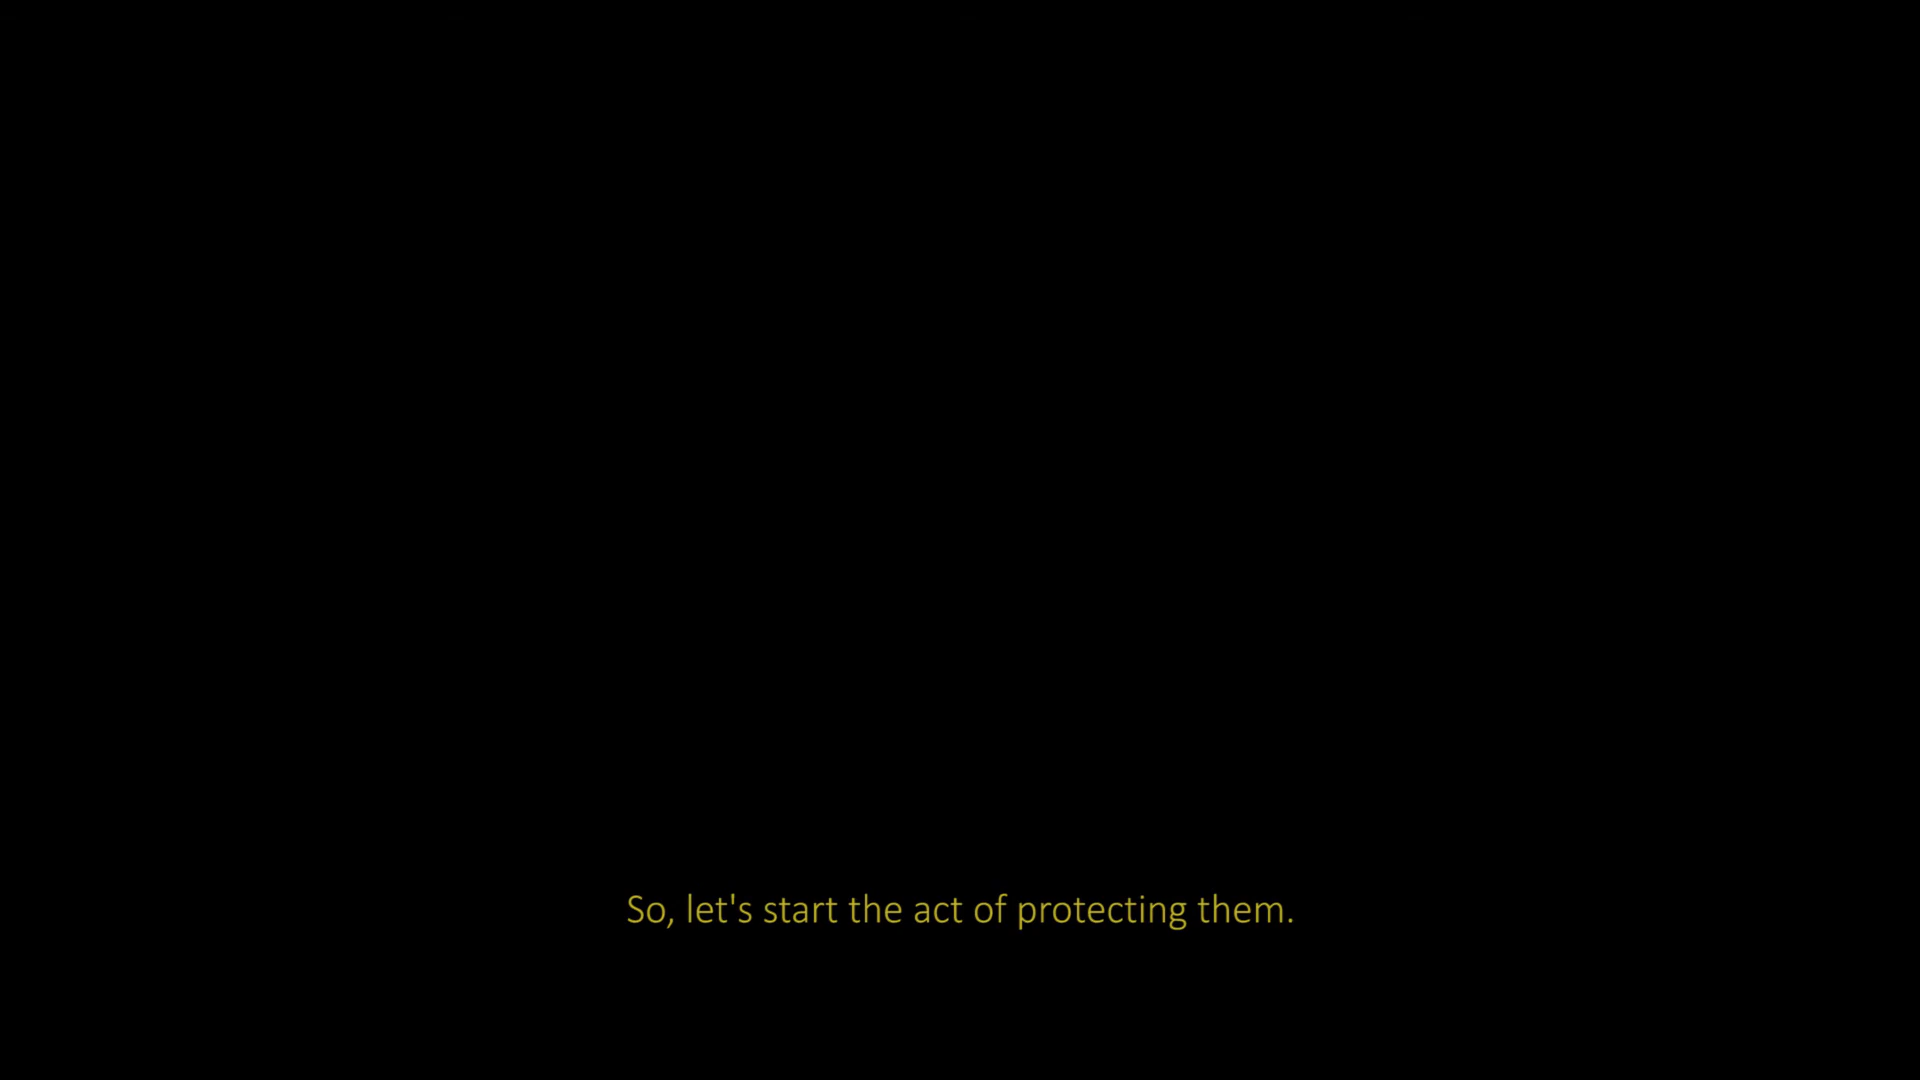 So, let's start the act of protecting them.